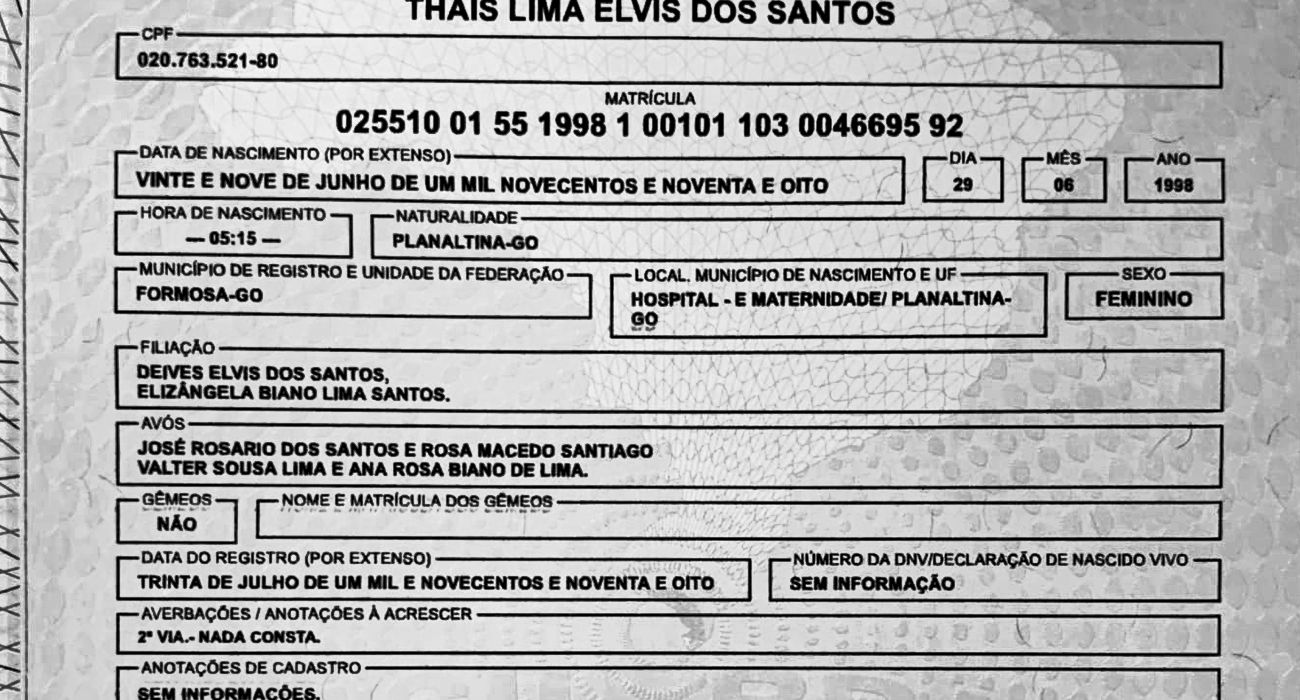 THAIS LIMA ELVIS DOS SANTOS
CPF
020.763.521-80
MATRÍCULA
025510 01 55 1998 1 00101 103 0046695 92
DATA DE NASCIMENTO (POR EXTENSO)
VINTE E NOVE DE JUNHO DE UM MIL NOVECENTOS E NOVENTA E OITO
DIA
29
MÊS
06
ANO
1998
HORA DE NASCIMENTO
— 05:15 —
NATURALIDADE
PLANALTINA-GO
MUNICÍPIO DE REGISTRO E UNIDADE DA FEDERAÇÃO
FORMOSA-GO
LOCAL, MUNICÍPIO DE NASCIMENTO E UF
HOSPITAL - E MATERNIDADE/ PLANALTINA-
GO
SEXO
FEMININO
FILIAÇÃO
DEIVES ELVIS DOS SANTOS,
ELIZÂNGELA BIANO LIMA SANTOS.
AVÓS
JOSÉ ROSARIO DOS SANTOS E ROSA MACEDO SANTIAGO
VALTER SOUSA LIMA E ANA ROSA BIANO DE LIMA.
GÊMEOS
NÃO
NOME E MATRÍCULA DOS GÊMEOS
DATA DO REGISTRO (POR EXTENSO)
TRINTA DE JULHO DE UM MIL E NOVECENTOS E NOVENTA E OITO
NÚMERO DA DNV/DECLARAÇÃO DE NASCIDO VIVO
SEM INFORMAÇÃO
AVERBAÇÕES / ANOTAÇÕES À ACRESCER
2ª VIA.- NADA CONSTA.
ANOTAÇÕES DE CADASTRO
SEM INFORMAÇÕES.